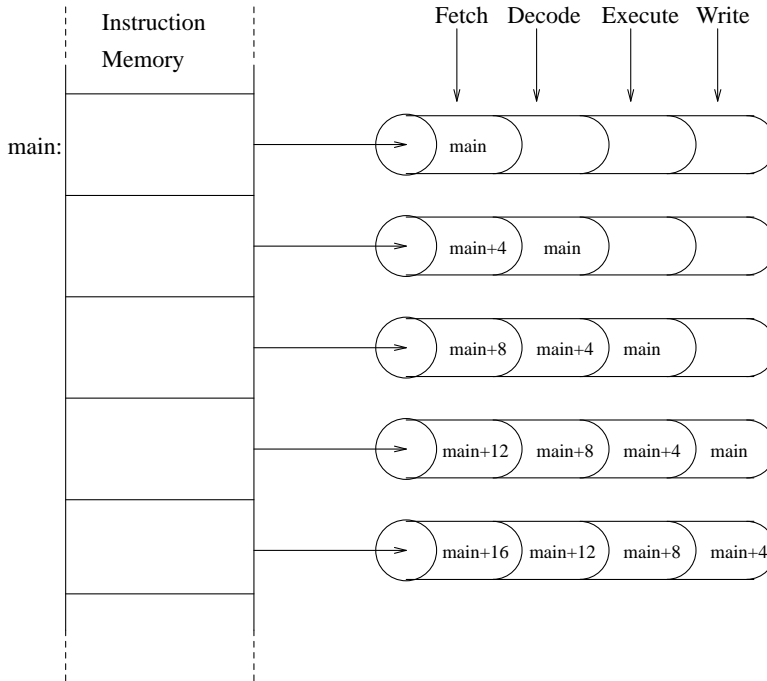 Instruction
Memory
Fetch Decode Execute Write
main:
main
main+4 main
main+8 main+4 main
main+12 main+8 main+4 main
main+16 main+12 main+8 main+4